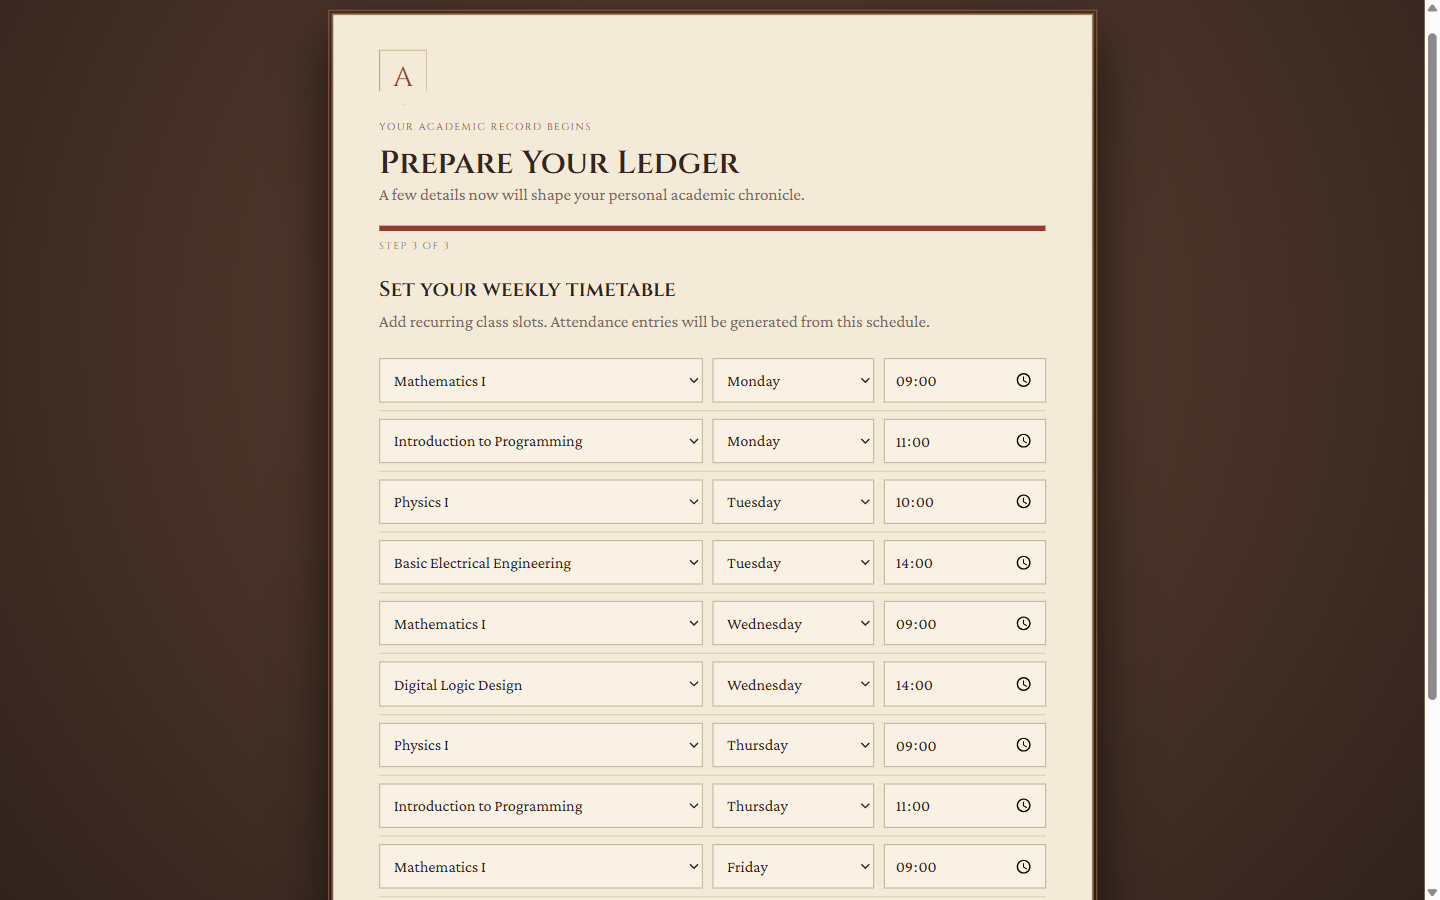 A
YOUR ACADEMIC RECORD BEGINS
PREPARE YOUR LEDGER
A few details now will shape your personal academic chronicle.
STEP 3 OF 3
SET YOUR WEEKLY TIMETABLE
Add recurring class slots. Attendance entries will be generated from this schedule.
Mathematics I Monday 09:00
Introduction to Programming Monday 11:00
Physics I Tuesday 10:00
Basic Electrical Engineering Tuesday 14:00
Mathematics I Wednesday 09:00
Digital Logic Design Wednesday 14:00
Physics I Thursday 09:00
Introduction to Programming Thursday 11:00
Mathematics I Friday 09:00